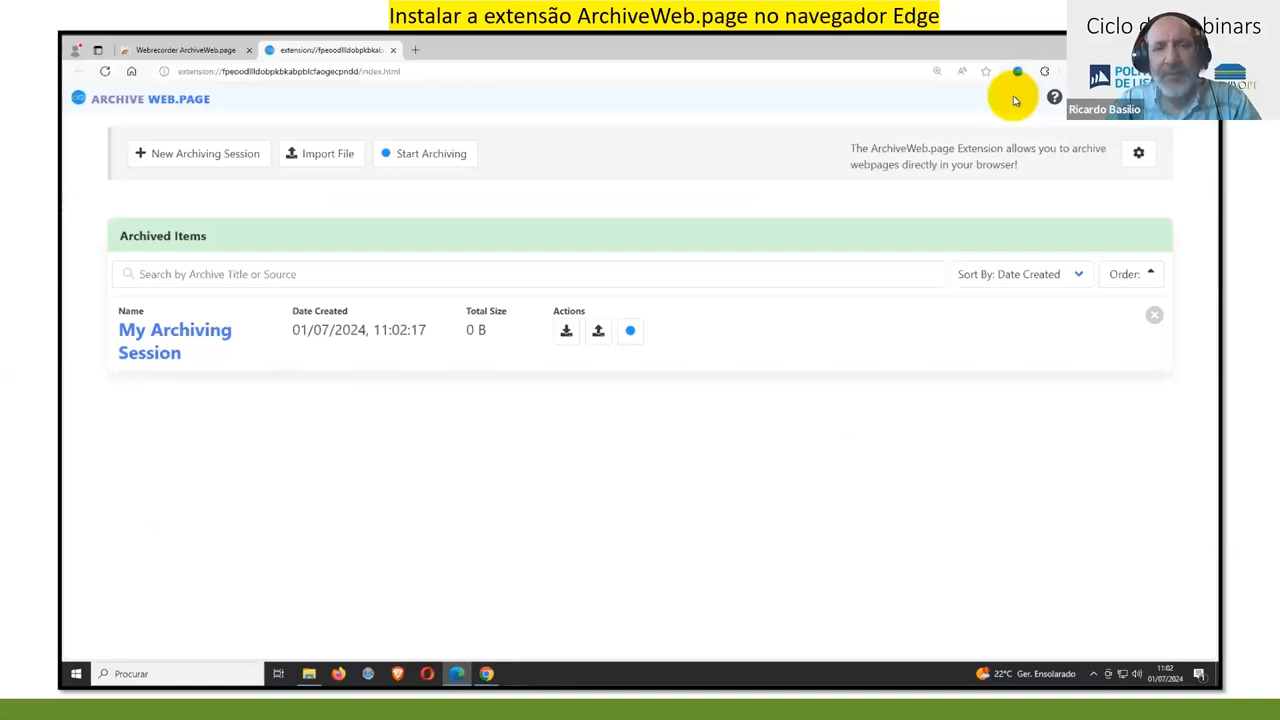 Instalar a extensão ArchiveWeb.page no navegador Edge
Webrecorder ArchiveWeb.page
extension://fpeoodllldobpkbkab
extension://fpeoodllldobpkbkabppblcfaogecpndd/index.html
ARCHIVE WEB.PAGE
Ricardo Basílio
New Archiving Session
Import File
Start Archiving
The ArchiveWeb.page Extension allows you to archive
webpages directly in your browser!
Archived Items
Search by Archive Title or Source
Sort By: Date Created
Order:
Name
Date Created
Total Size
Actions
My Archiving
Session
01/07/2024, 11:02:17
0 B
Procurar
22°C Ger. Ensolarado
11:02
01/07/2024